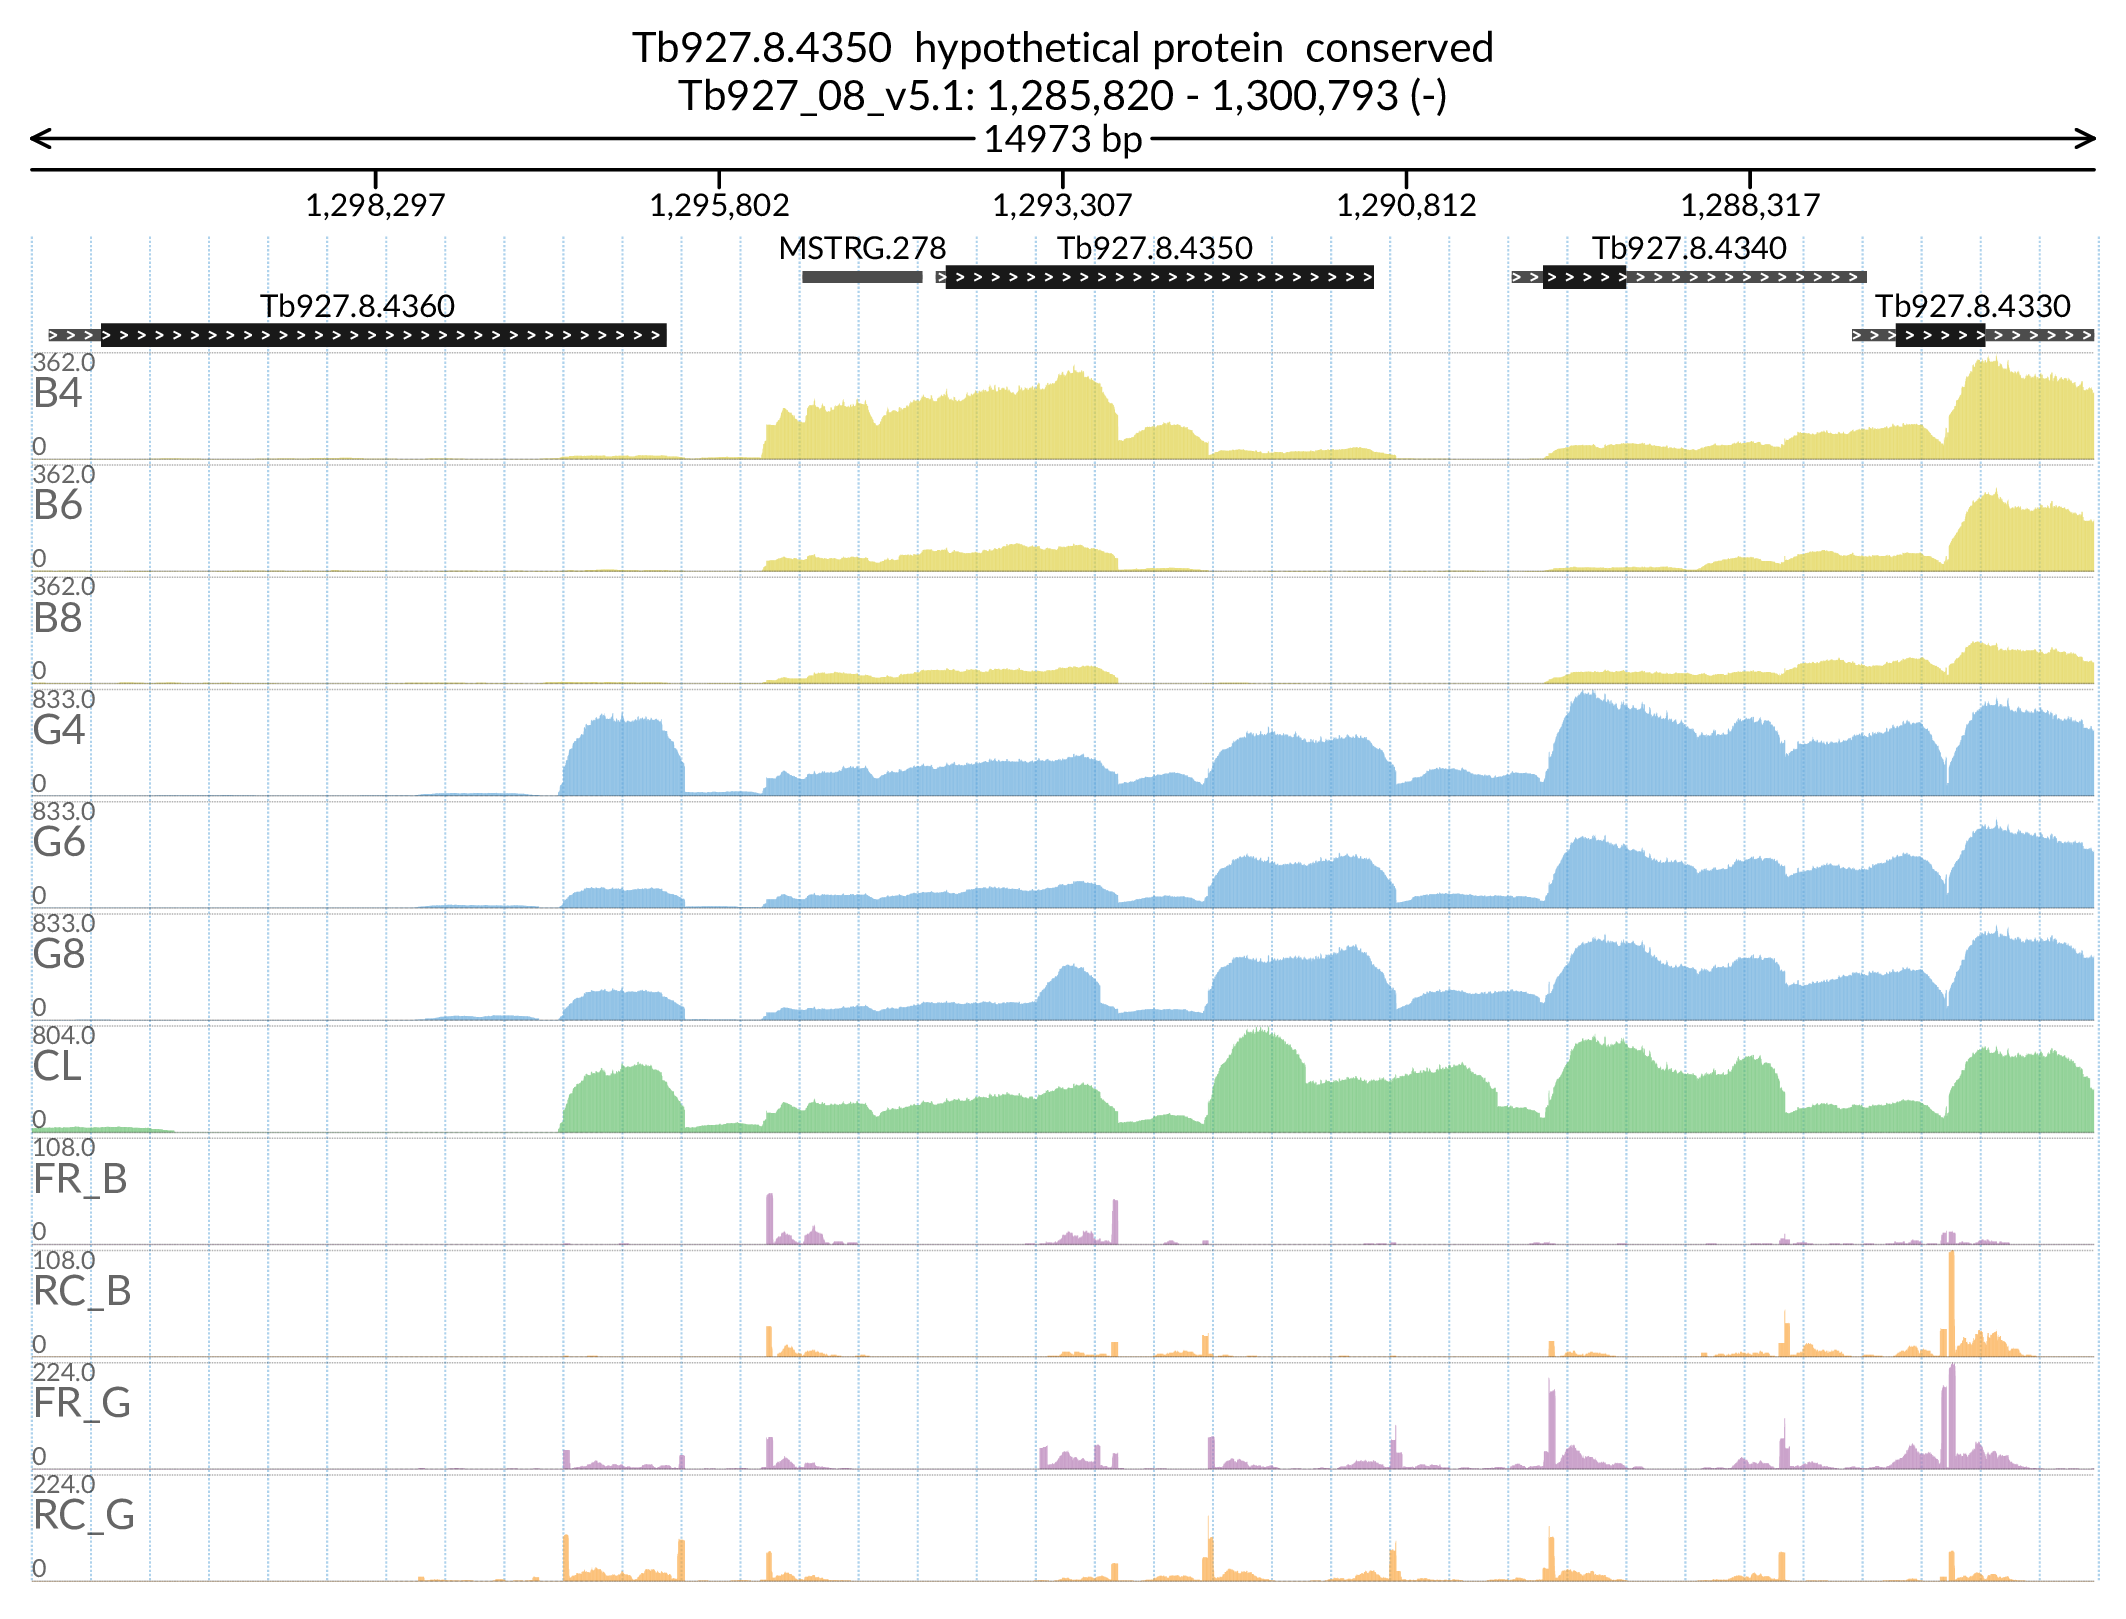 Tb927.8.4350  hypothetical protein  conserved
Tb927_08_v5.1: 1,285,820 - 1,300,793 (-)
14973 bp
1,298,297 1,295,802 1,293,307 1,290,812 1,288,317
MSTRG.278 Tb927.8.4350 Tb927.8.4340
Tb927.8.4360 Tb927.8.4330
362.0
B4
0
362.0
B6
0
362.0
B8
0
833.0
G4
0
833.0
G6
0
833.0
G8
0
804.0
CL
0
108.0
FR_B
0
108.0
RC_B
0
224.0
FR_G
0
224.0
RC_G
0